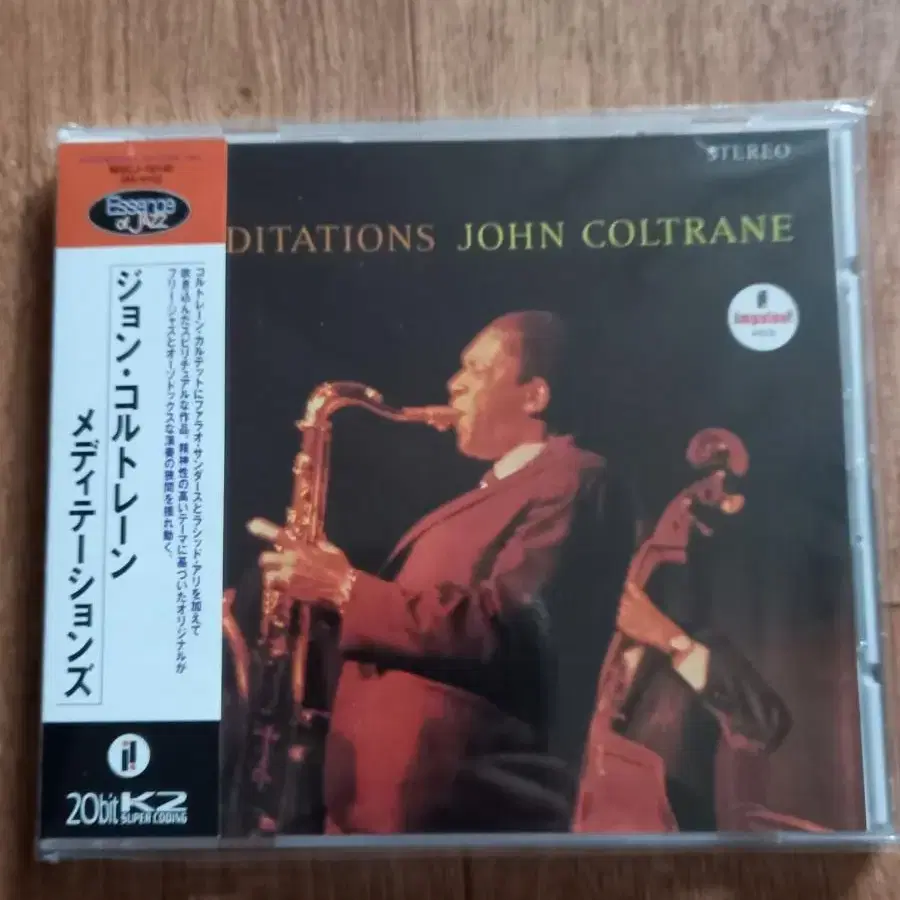 STEREO
DITATIONS JOHN COLTRANE
impulse!
Essence
of JAZZ
ジョン・コルトレーン
メディテーションズ
コルトレーン・カルテットにファラオ・サンダースとラシッド・アリを加えて
吹き込んだスピリチュアルな作品。精神性の高いテーマに基づいたオリジナルが
フリー・ジャズとオーソドックスな演奏の狭間を揺れ動く。
20bit K2
SUPER CODING